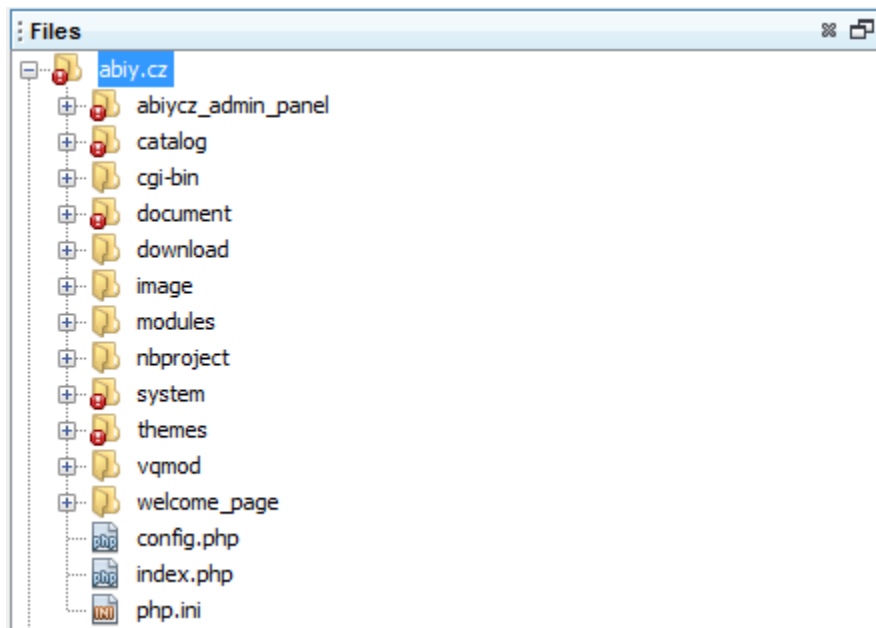 Files
abiy.cz
abiycz_admin_panel
catalog
cgi-bin
document
download
image
modules
nbproject
system
themes
vqmod
welcome_page
config.php
index.php
php.ini